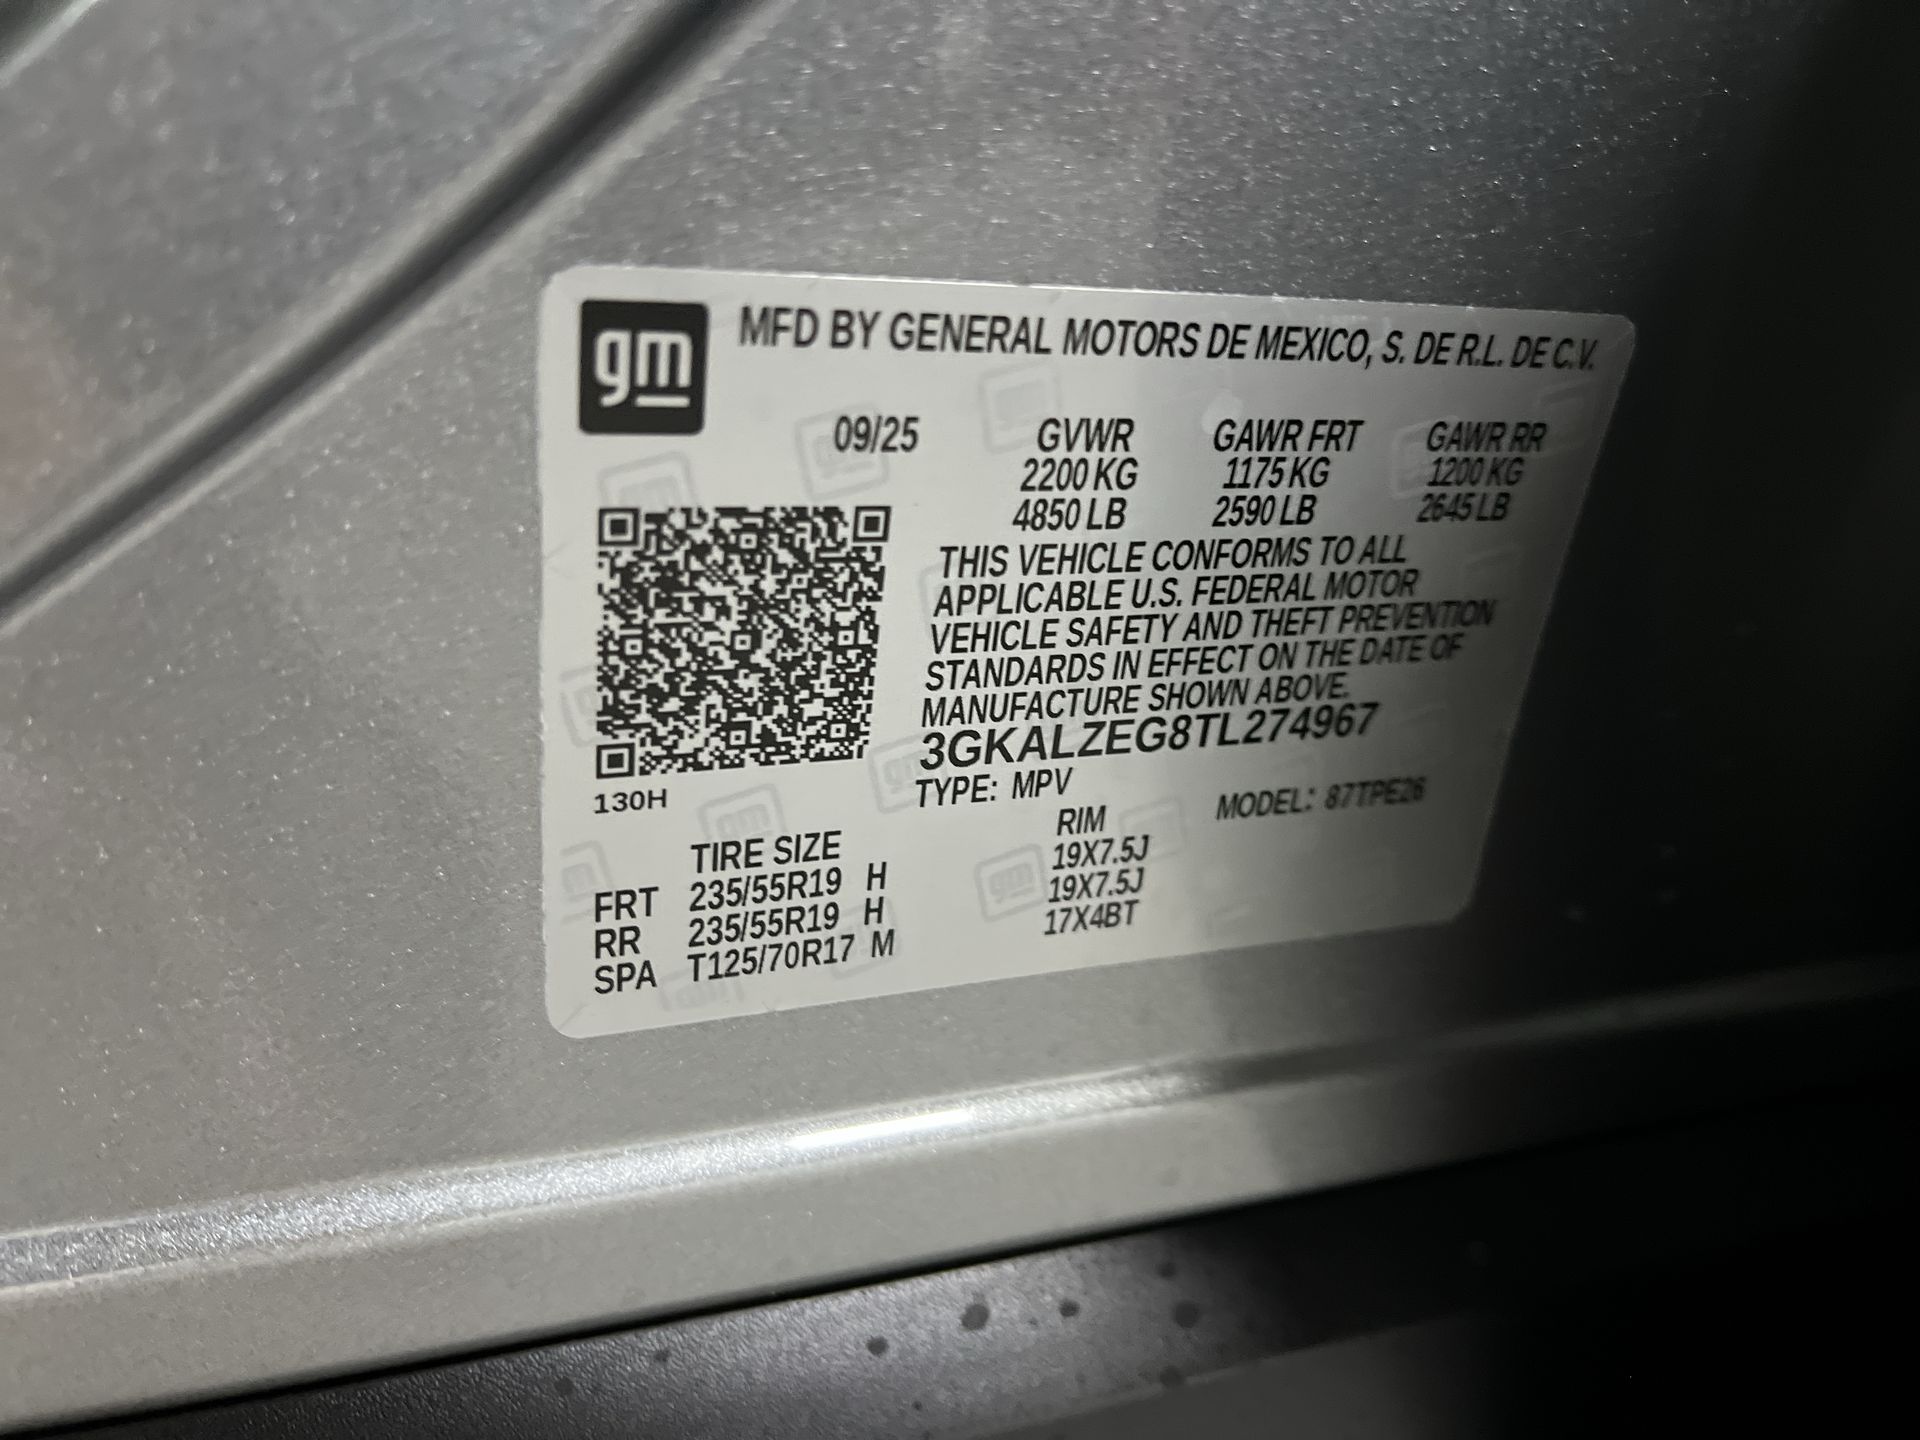 gm
MFD BY GENERAL MOTORS DE MEXICO, S. DE R.L. DE C.V.
09/25 GVWR GAWR FRT GAWR RR
2200 KG 1175 KG 1200 KG
4850 LB 2590 LB 2645 LB
THIS VEHICLE CONFORMS TO ALL
APPLICABLE U.S. FEDERAL MOTOR
VEHICLE SAFETY AND THEFT PREVENTION
STANDARDS IN EFFECT ON THE DATE OF
MANUFACTURE SHOWN ABOVE.
3GKALZEG8TL274967
TYPE: MPV MODEL: 87TPE26
130H
TIRE SIZE RIM
FRT 235/55R19 H 19X7.5J
RR 235/55R19 H 19X7.5J
SPA T125/70R17 M 17X4BT